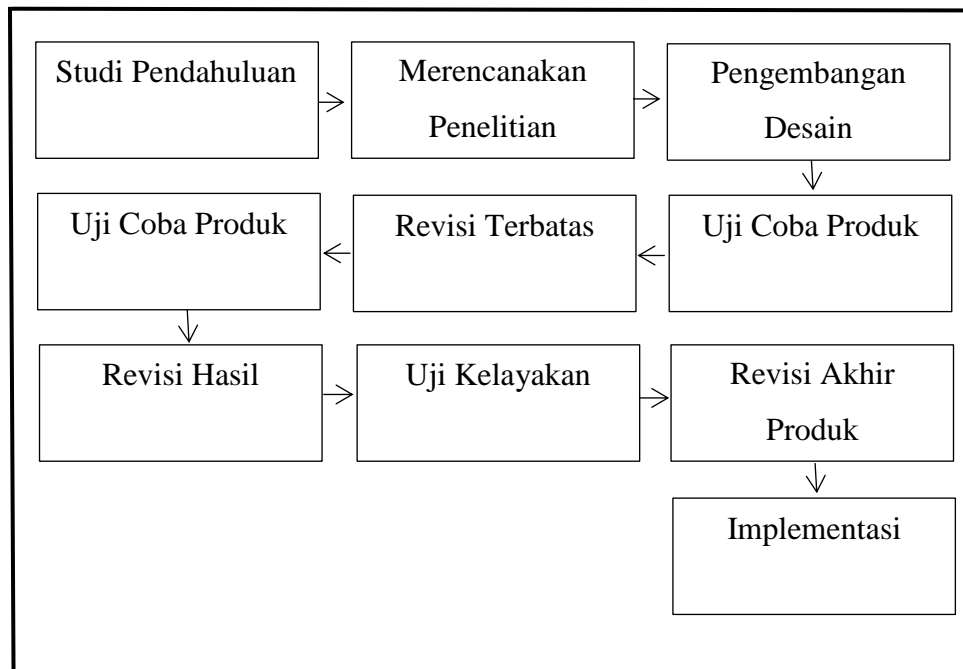 Studi Pendahuluan
Merencanakan
Penelitian
Pengembangan
Desain
Uji Coba Produk
Revisi Terbatas
Uji Coba Produk
Revisi Hasil
Uji Kelayakan
Revisi Akhir
Produk
Implementasi